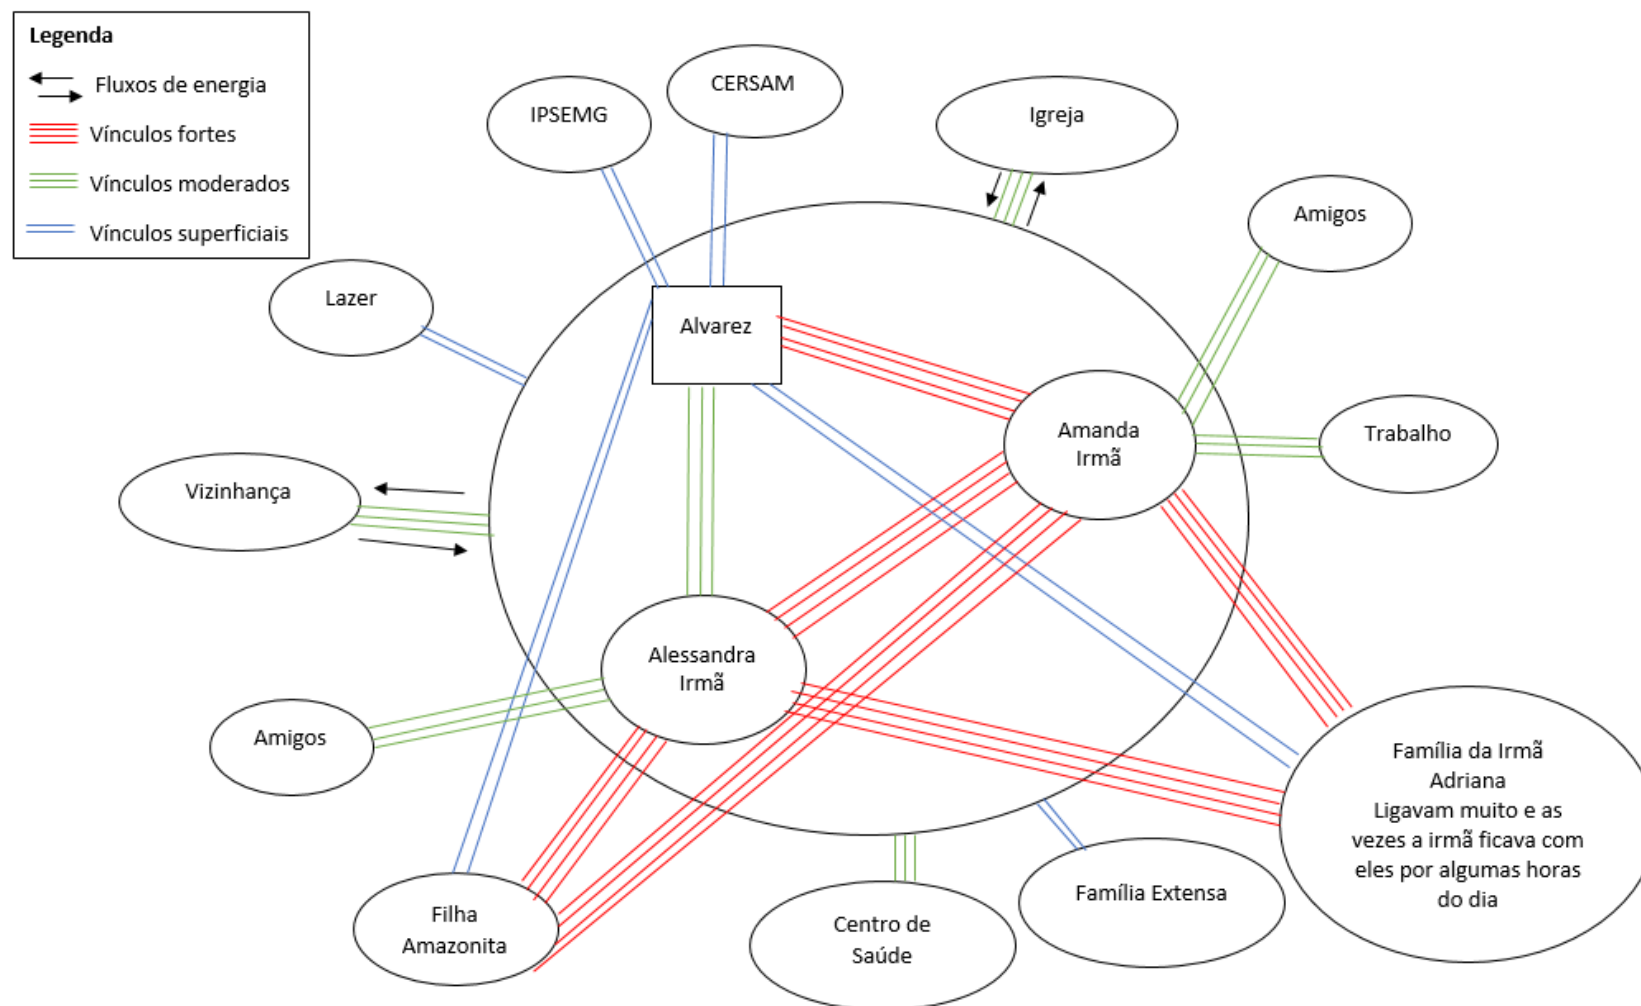 Legenda
Fluxos de energia
Vínculos fortes
Vínculos moderados
Vínculos superficiais
IPSEMG
CERSAM
Igreja
Amigos
Lazer
Alvarez
Amanda
Irmã
Trabalho
Vizinhança
Alessandra
Irmã
Amigos
Família da Irmã
Adriana
Ligavam muito e as
vezes a irmã ficava com
eles por algumas horas
do dia
Família Extensa
Filha
Amazonita
Centro de
Saúde